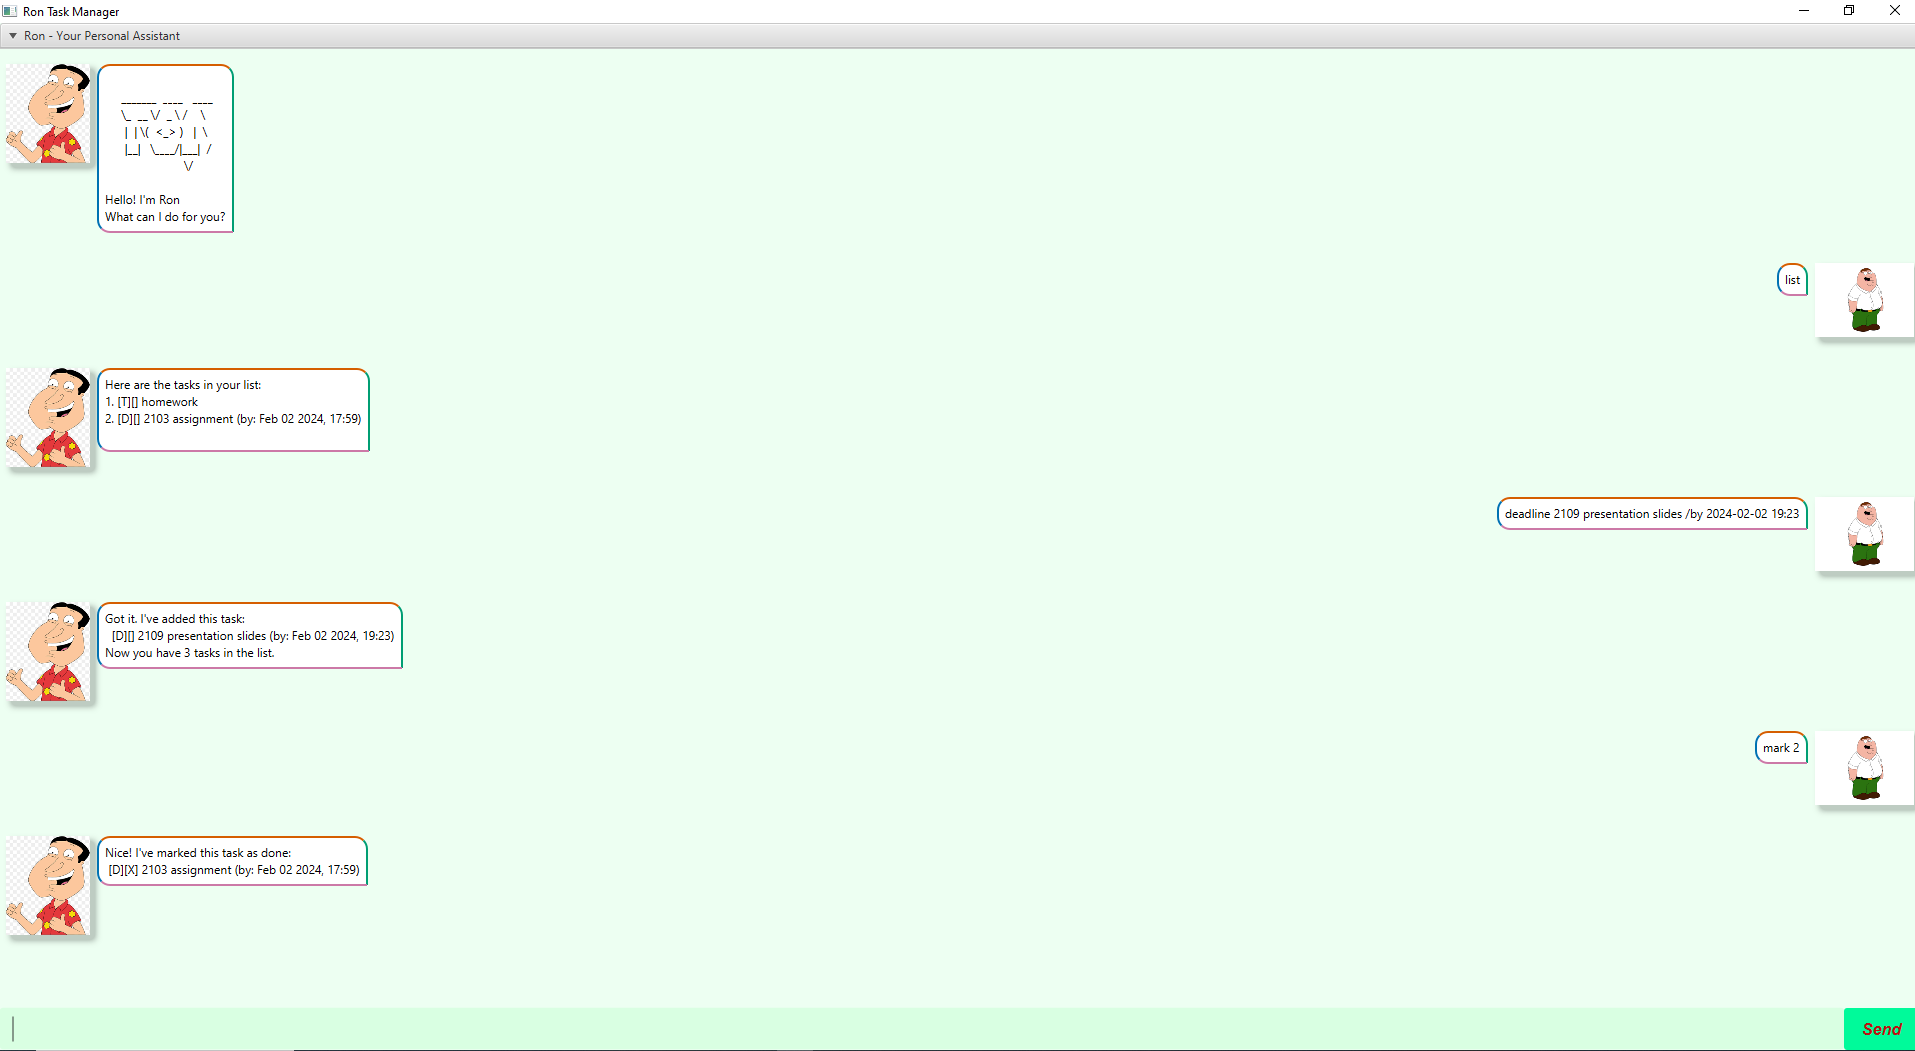 Ron Task Manager
Ron - Your Personal Assistant
_______ ____ ____
\_ __ \/ _ \ / \
| | \( <_> ) | \
|__| \____/|___| /
\/
Hello! I'm Ron
What can I do for you?
list
Here are the tasks in your list:
1. [T][] homework
2. [D][] 2103 assignment (by: Feb 02 2024, 17:59)
deadline 2109 presentation slides /by 2024-02-02 19:23
Got it. I've added this task:
[D][] 2109 presentation slides (by: Feb 02 2024, 19:23)
Now you have 3 tasks in the list.
mark 2
Nice! I've marked this task as done:
[D][X] 2103 assignment (by: Feb 02 2024, 17:59)
Send